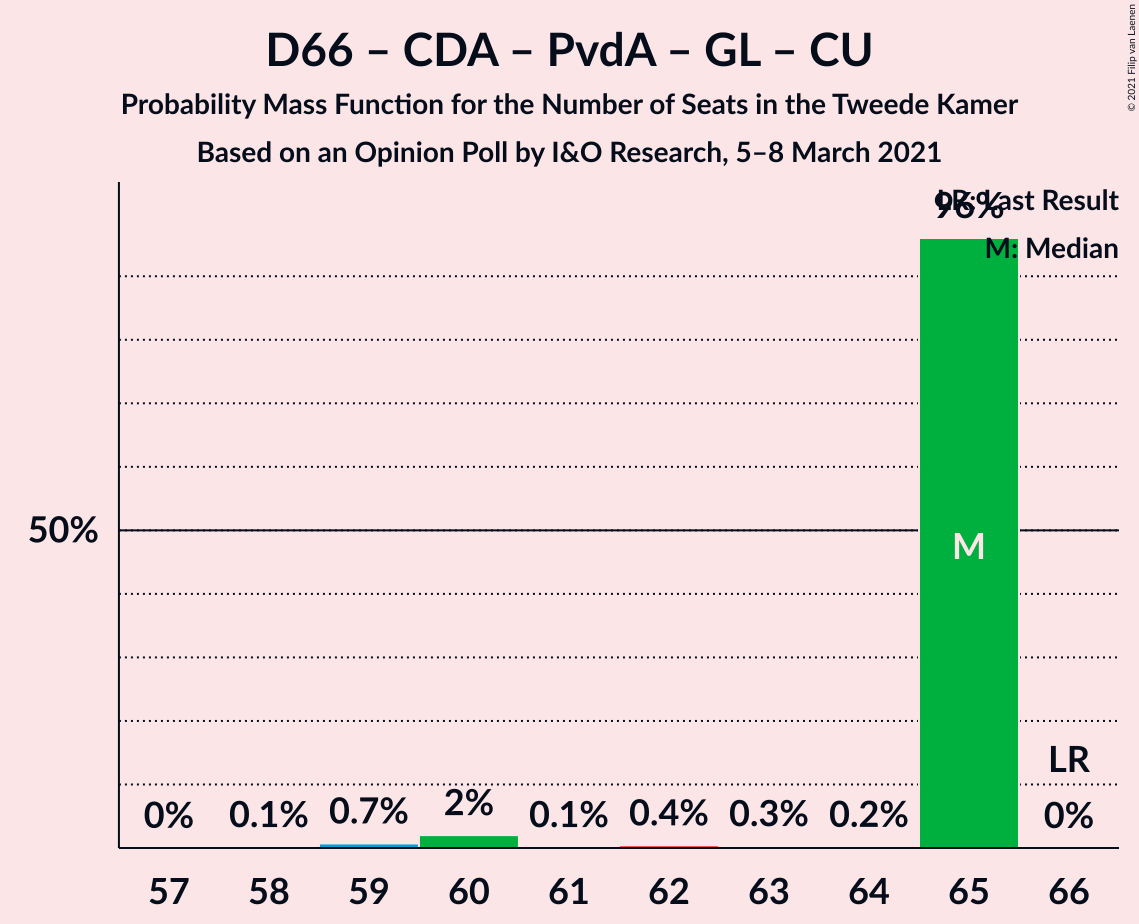 D66 – CDA – PvdA – GL – CU
Probability Mass Function for the Number of Seats in the Tweede Kamer
Based on an Opinion Poll by I&O Research, 5–8 March 2021
© 2021 Filip van Laenen
LR: Last Result
M: Median
96%
50%
M
LR
0% 0.1% 0.7% 2% 0.1% 0.4% 0.3% 0.2% 0%
57 58 59 60 61 62 63 64 65 66